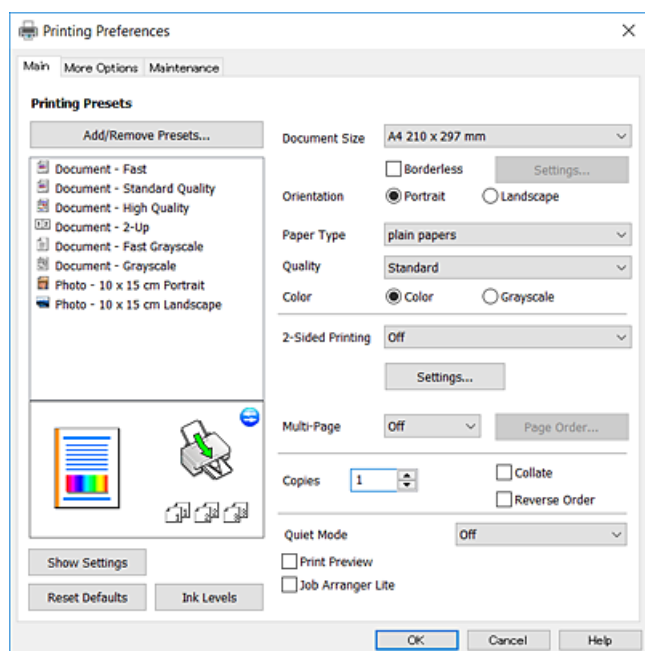 Printing Preferences
Main More Options Maintenance
Printing Presets
Add/Remove Presets...
Document - Fast
Document - Standard Quality
Document - High Quality
Document - 2-Up
Document - Fast Grayscale
Document - Grayscale
Photo - 10 x 15 cm Portrait
Photo - 10 x 15 cm Landscape
Show Settings
Reset Defaults Ink Levels
Document Size A4 210 x 297 mm
Borderless Settings...
Orientation Portrait Landscape
Paper Type plain papers
Quality Standard
Color Color Grayscale
2-Sided Printing Off
Settings...
Multi-Page Off Page Order...
Copies 1 Collate
Reverse Order
Quiet Mode Off
Print Preview
Job Arranger Lite
OK Cancel Help